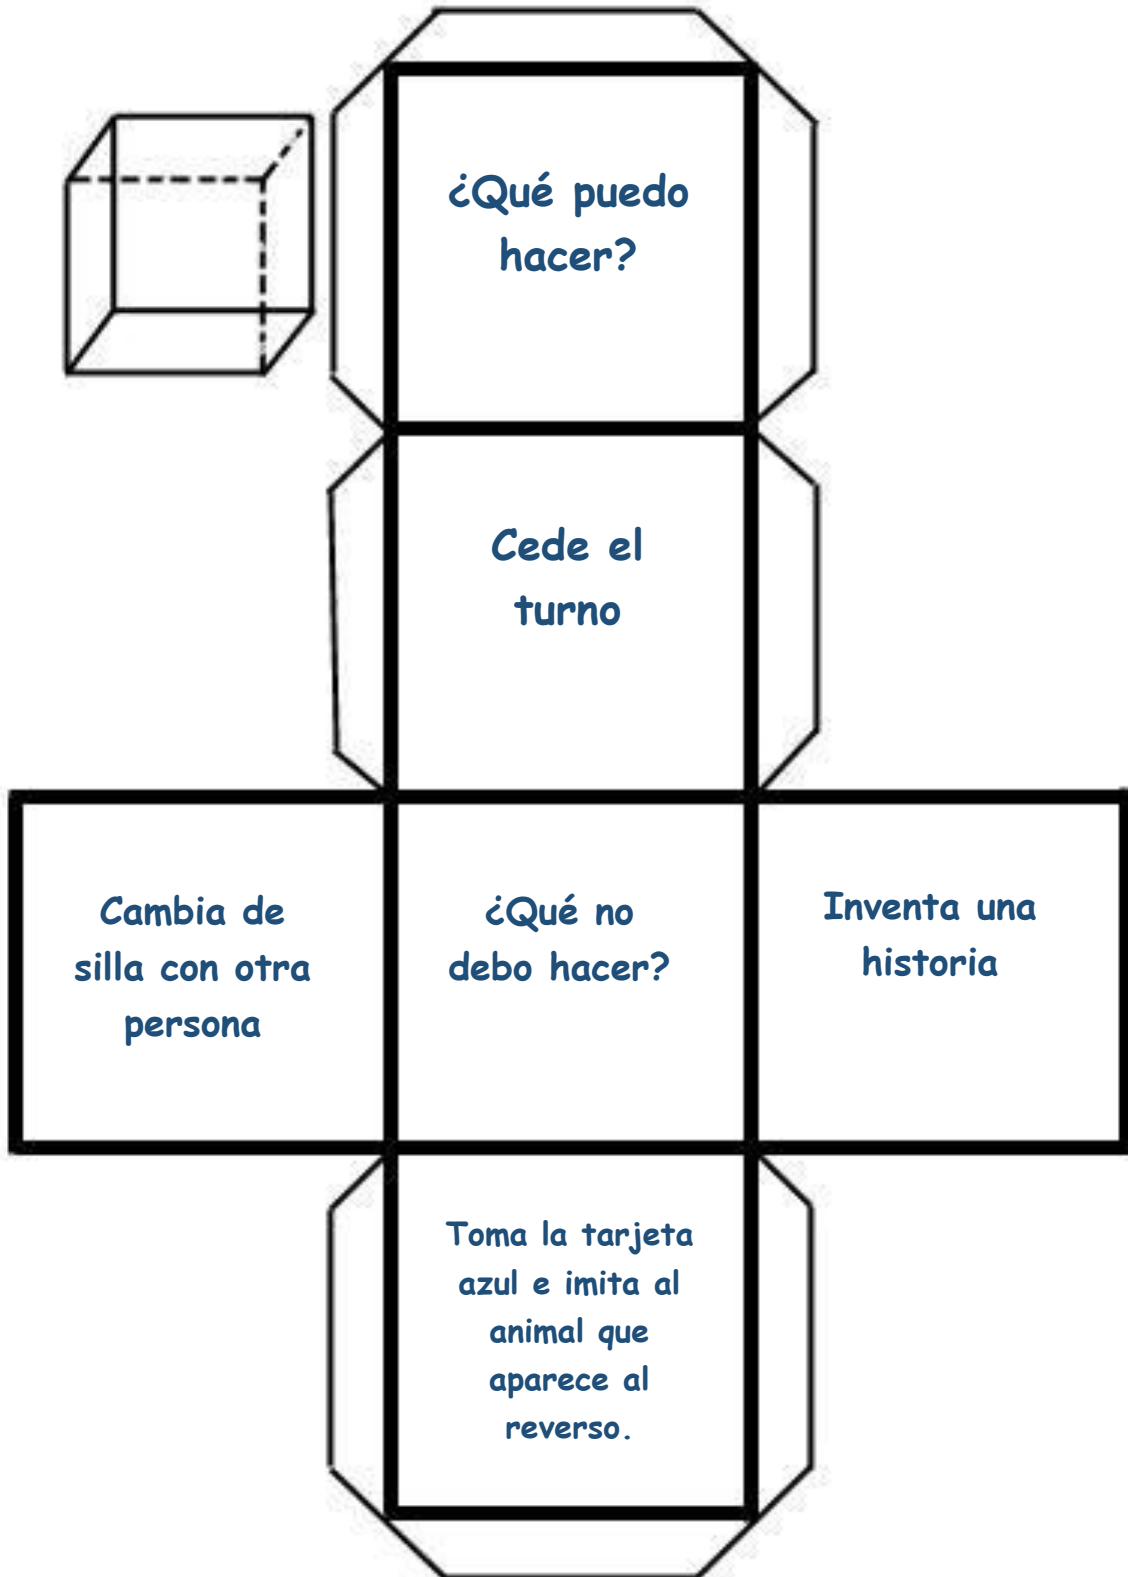 ¿Qué puedo
hacer?
Cede el
turno
Cambia de
silla con otra
persona
¿Qué no
debo hacer?
Inventa una
historia
Toma la tarjeta
azul e imita al
animal que
aparece al
reverso.